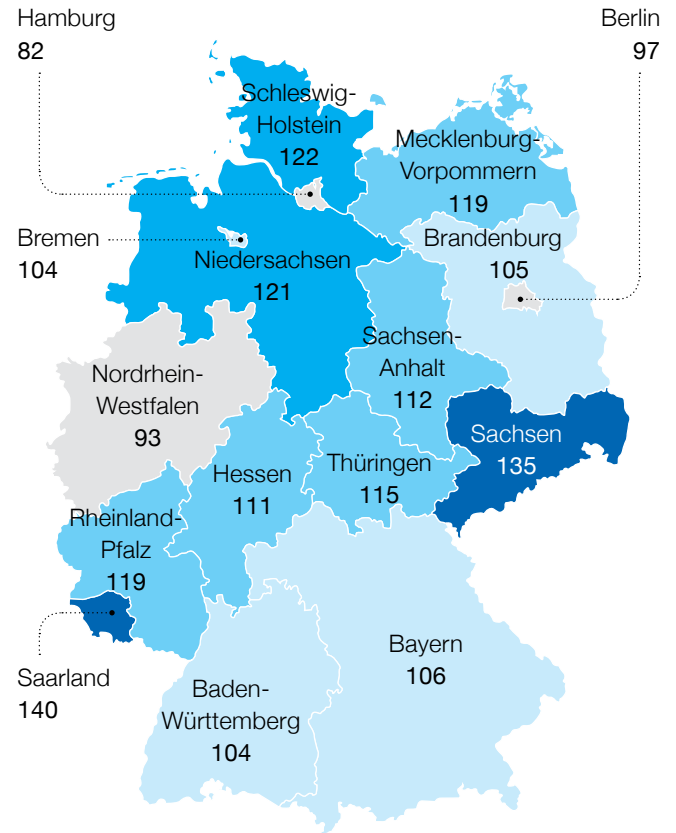 Hamburg
82
Berlin
97
Schleswig-
Holstein
122
Mecklenburg-
Vorpommern
119
Bremen
104
Niedersachsen
121
Brandenburg
105
Sachsen-
Anhalt
112
Nordrhein-
Westfalen
93
Sachsen
135
Hessen
111
Thüringen
115
Rheinland-
Pfalz
119
Saarland
140
Bayern
106
Baden-
Württemberg
104